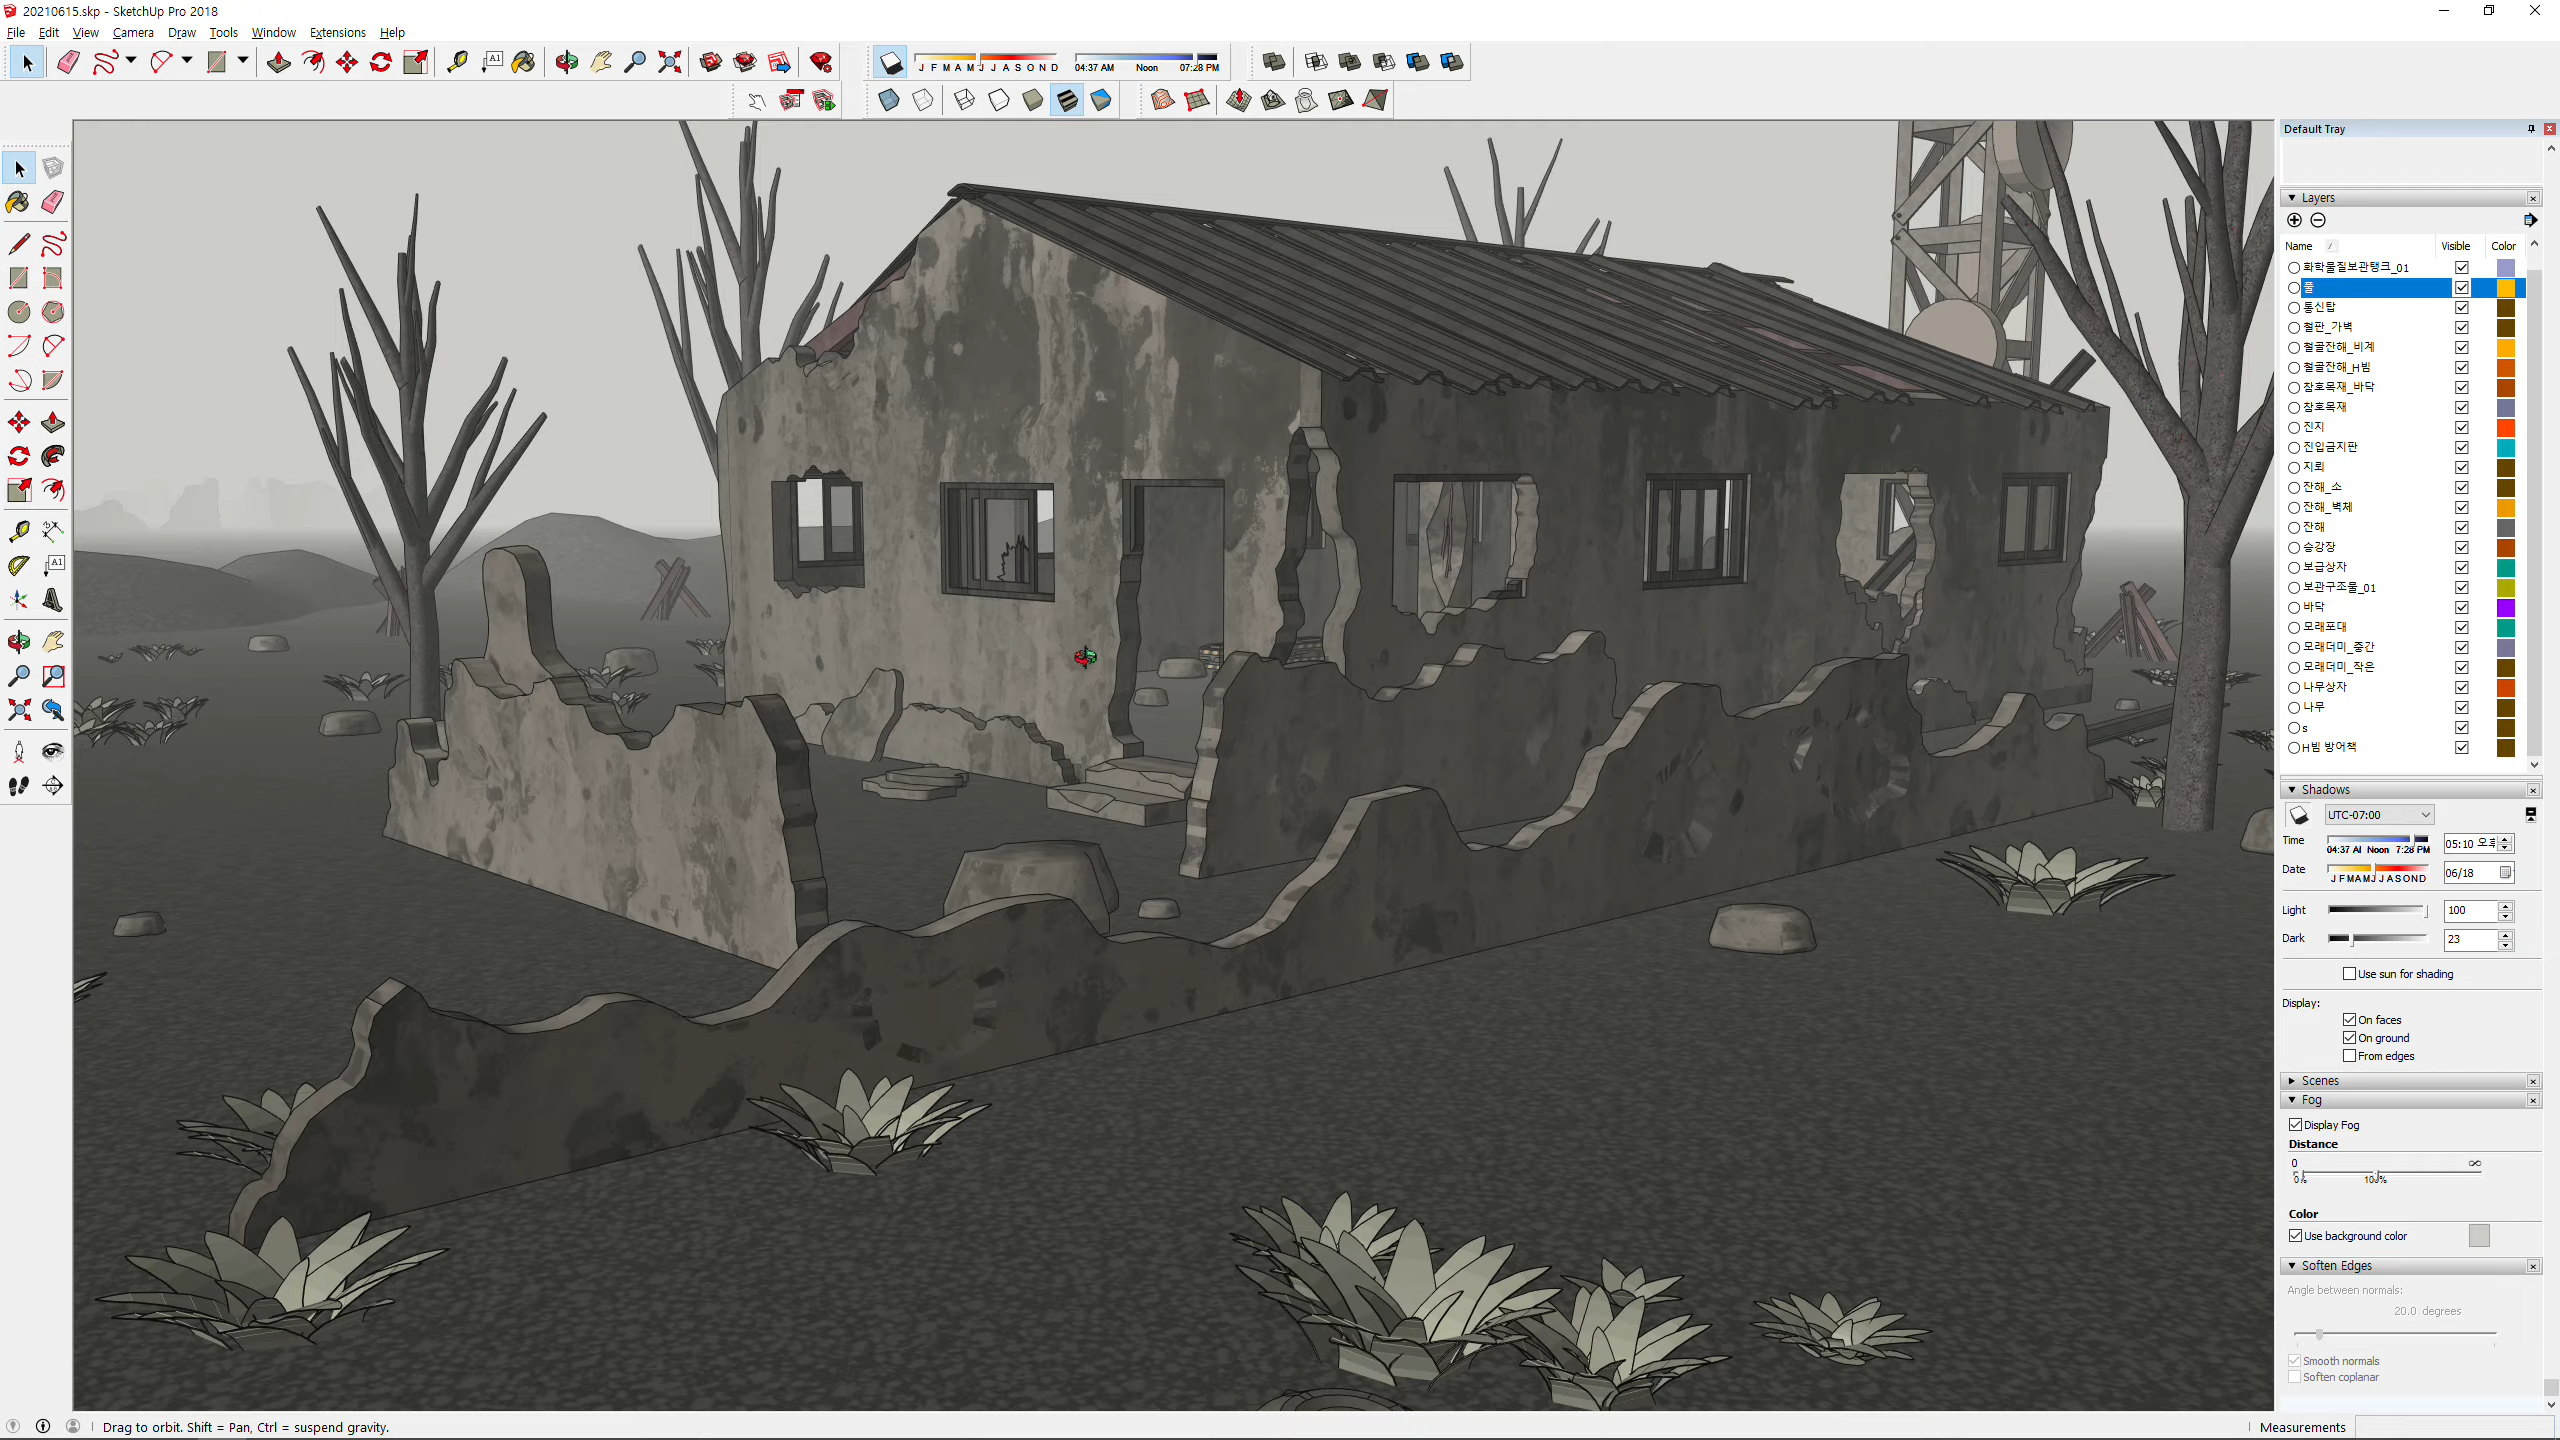 20210615.skp - SketchUp Pro 2018
File Edit View Camera Draw Tools Window Extensions Help
J F M A M J J A S O N D
04:37 AM Noon 07:28 PM
Default Tray
Layers
Name Visible Color
화학물질보관탱크_01
풀
통신탑
철판_가벽
철골잔해_비계
철골잔해_H빔
참호목재_바닥
참호목재
진지
진입금지판
지뢰
잔해_소
잔해_벽체
잔해
승강장
보급상자
보관구조물_01
바닥
모래포대
모래더미_중간
모래더미_작은
나무상자
나무
s
H빔 방어책
Shadows
UTC-07:00
Time 04:37 AI Noon 7:28 PM 05:10 오후
Date J F M A M J J A S O N D 06/18
Light 100
Dark 23
Use sun for shading
Display:
On faces
On ground
From edges
Scenes
Fog
Display Fog
Distance
0 ∞
0% 100%
Color
Use background color
Soften Edges
Angle between normals:
20.0 degrees
Smooth normals
Soften coplanar
Drag to orbit. Shift = Pan, Ctrl = suspend gravity.
Measurements